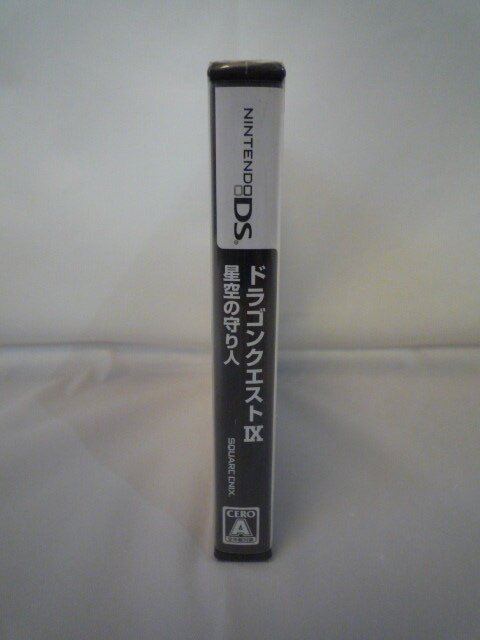 NINTENDO DS®
ドラゴンクエストIX
星空の守り人
SQUARE ENIX
CERO
A